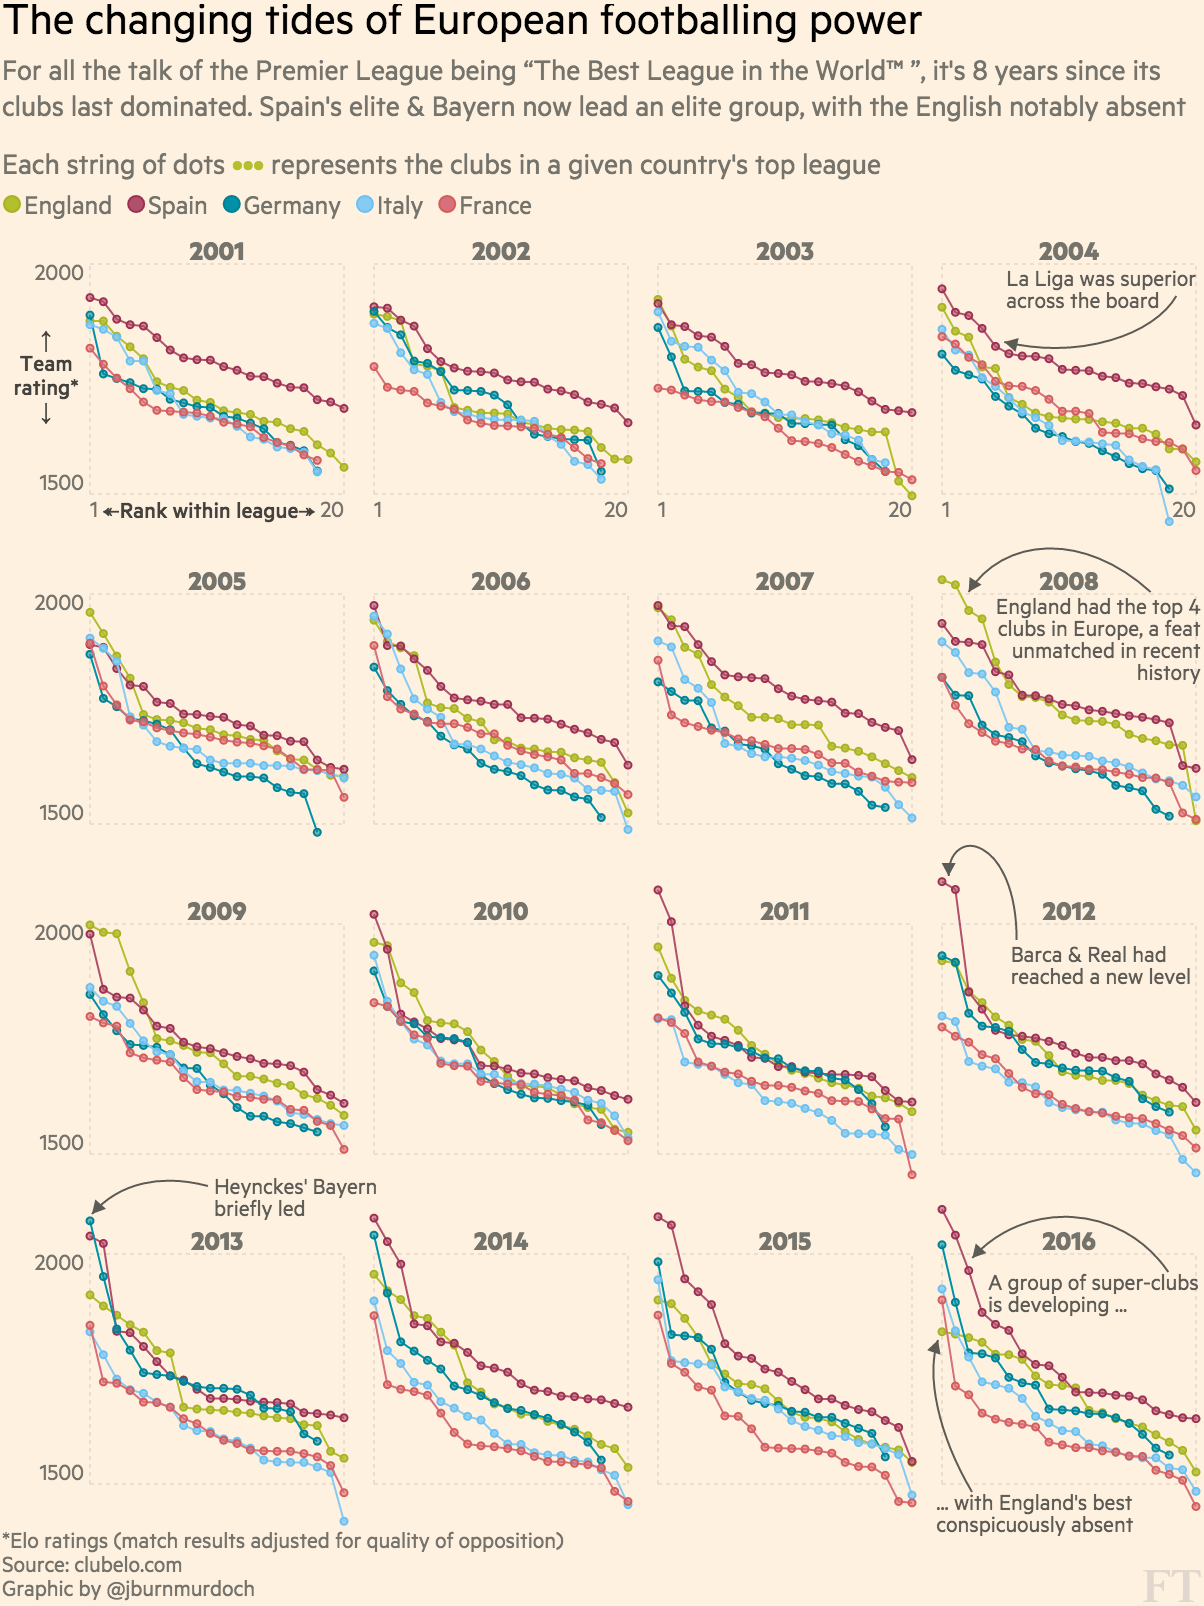 The changing tides of European footballing power
For all the talk of the Premier League being “The Best League in the World™ ”, it's 8 years since its
clubs last dominated. Spain's elite & Bayern now lead an elite group, with the English notably absent
Each string of dots represents the clubs in a given country's top league
England Spain Germany Italy France
2001 2002 2003 2004
2000
La Liga was superior
across the board
↑
Team
rating*
↓
1500
1 ←Rank within league→ 20 1 20 1 20 1 20
2005 2006 2007 2008
2000
England had the top 4
clubs in Europe, a feat
unmatched in recent
history
1500
2009 2010 2011 2012
2000
Barca & Real had
reached a new level
1500
Heynckes' Bayern
briefly led
2013 2014 2015 2016
2000
A group of super-clubs
is developing ...
1500
... with England's best
conspicuously absent
*Elo ratings (match results adjusted for quality of opposition)
Source: clubelo.com
Graphic by @jburnmurdoch
FT